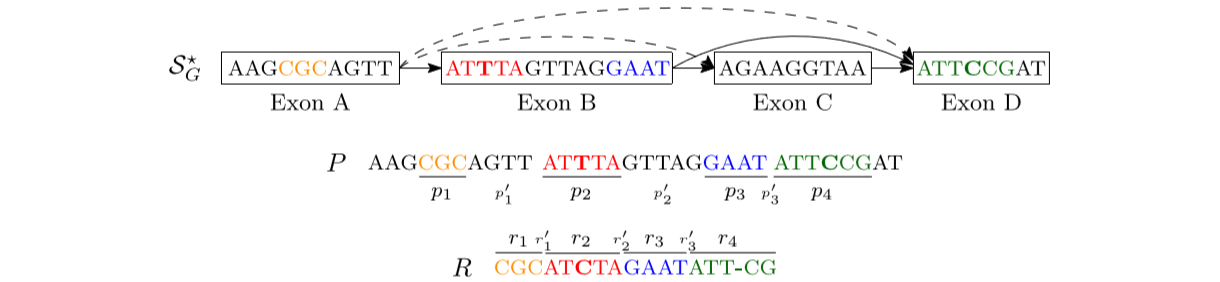 S⋆G AAGCGCAGTT ATTTAGTTAGGAAT AGAAGGTAA ATTCCGAT
Exon A Exon B Exon C Exon D
P AAGCGCAGTT ATTTAGTTAGGAAT ATTCCGAT
p1 p′1 p2 p′2 p3 p′3 p4
r1 r′1 r2 r′2 r3 r′3 r4
R CGCATCTAGAATATT-CG